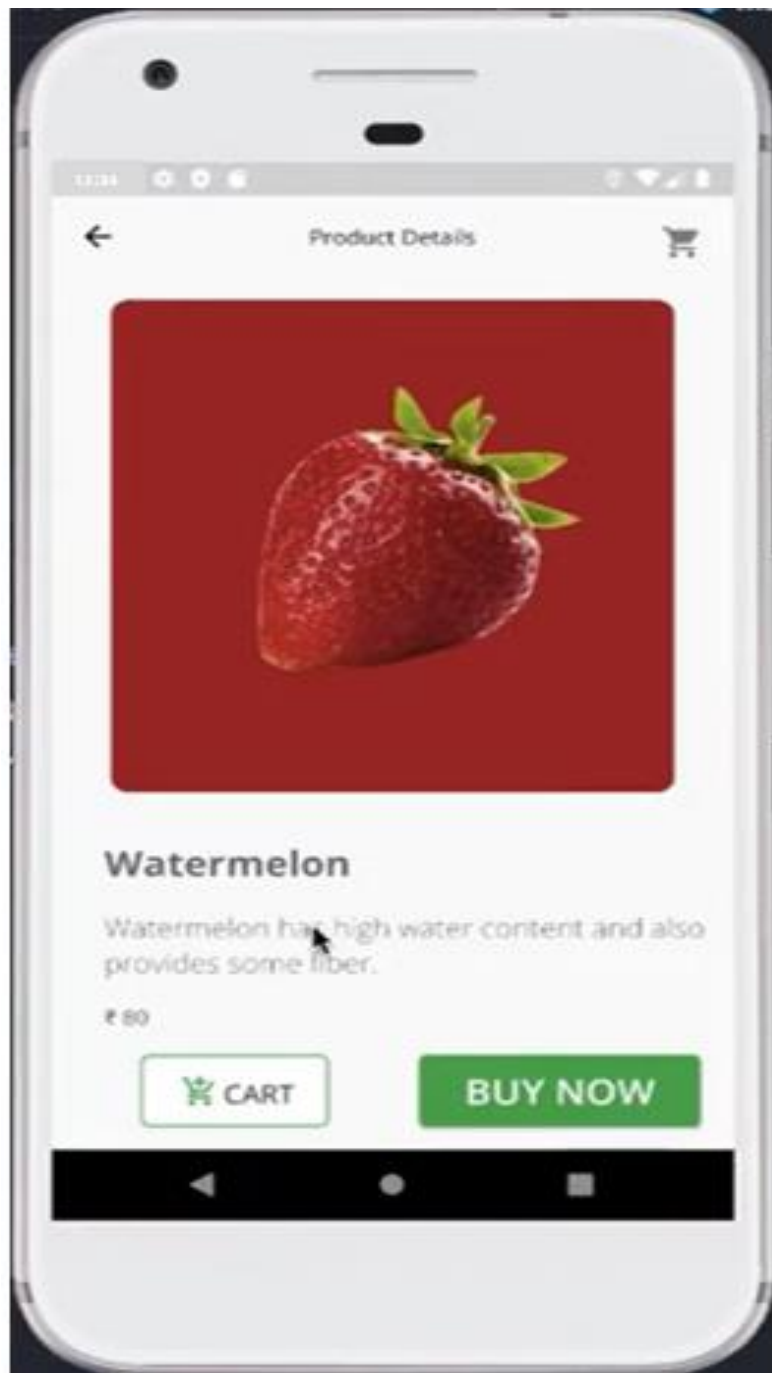 Product Details
Watermelon
Watermelon has high water content and also
provides some fiber.
₹ 80
CART
BUY NOW